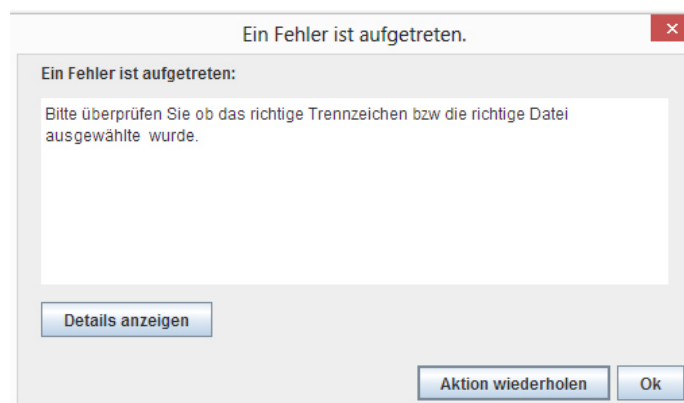 Ein Fehler ist aufgetreten.
Ein Fehler ist aufgetreten:
Bitte überprüfen Sie ob das richtige Trennzeichen bzw die richtige Datei
ausgewählte wurde.
Details anzeigen
Aktion wiederholen
Ok